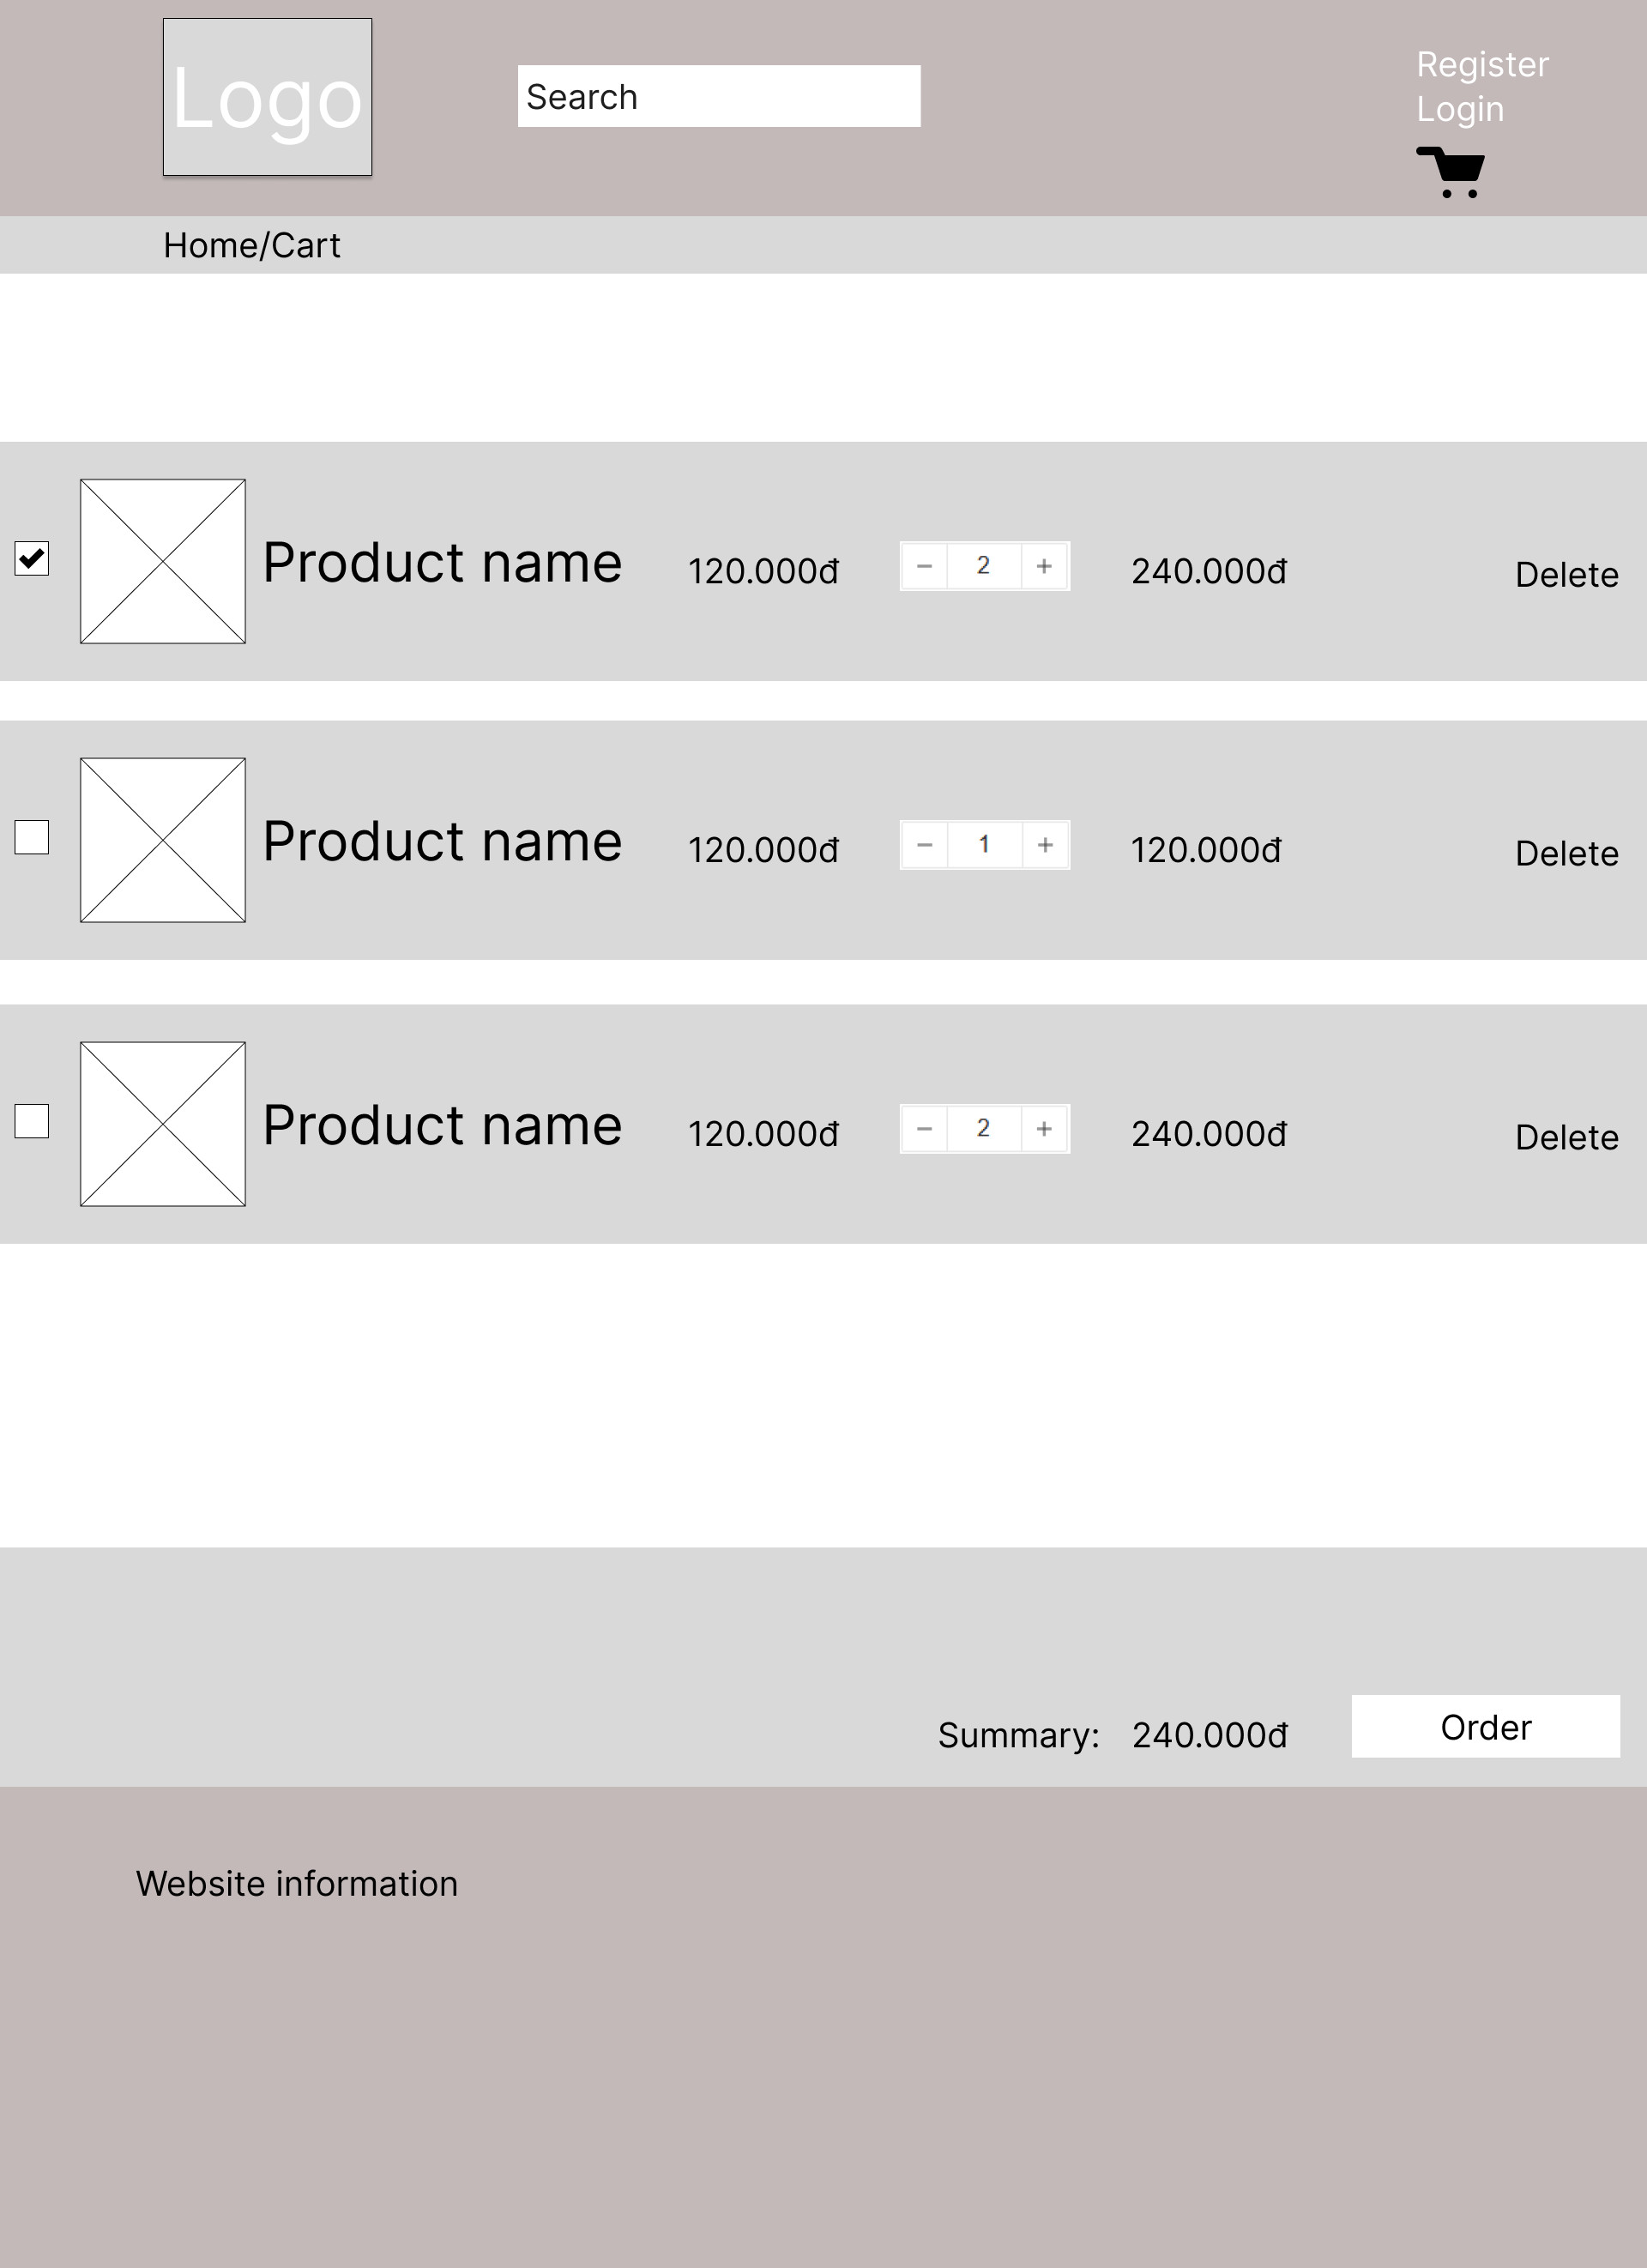 Logo
Search
Register
Login
Home/Cart
Product name 120.000đ − 2 + 240.000đ Delete
Product name 120.000đ − 1 + 120.000đ Delete
Product name 120.000đ − 2 + 240.000đ Delete
Summary: 240.000đ Order
Website information